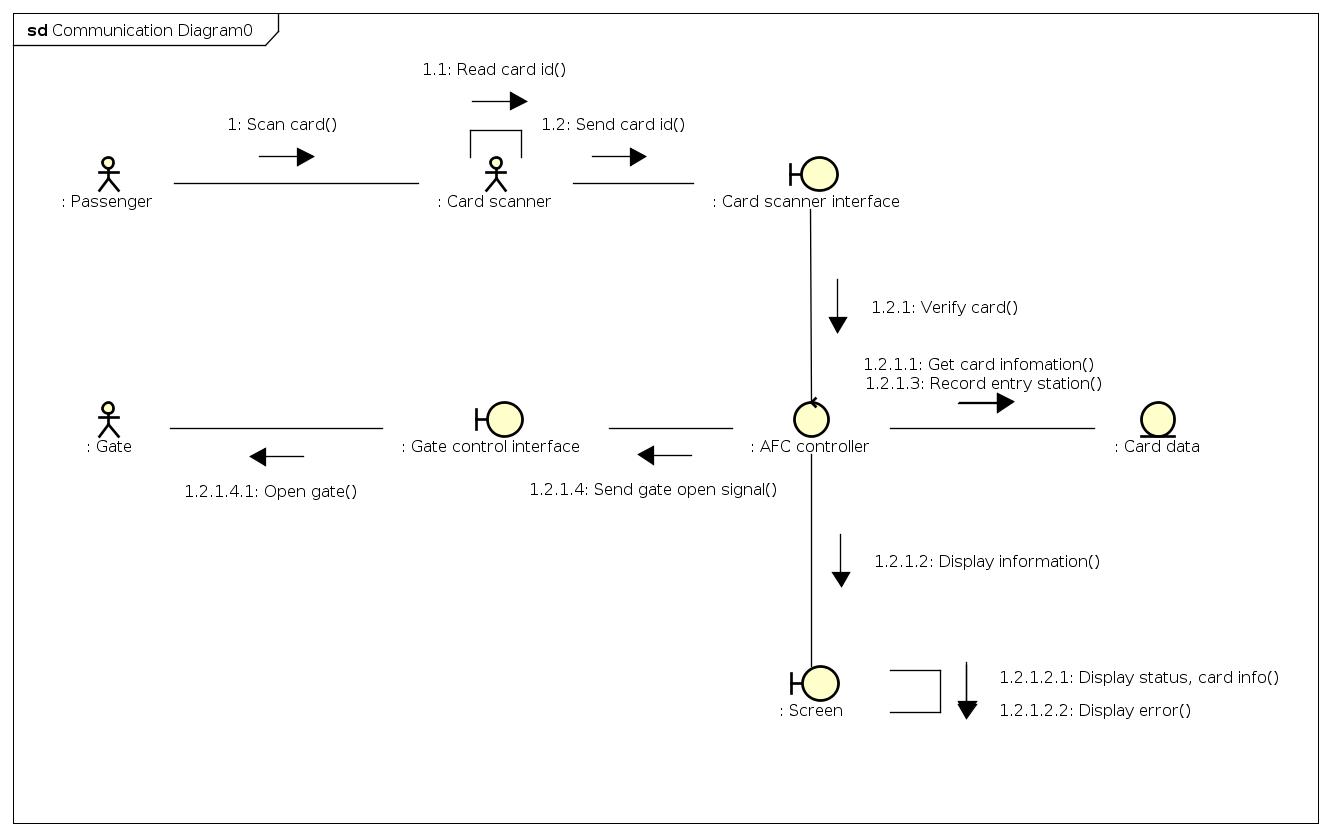 sd Communication Diagram0
1.1: Read card id()
1: Scan card()
1.2: Send card id()
: Passenger
: Card scanner
: Card scanner interface
1.2.1: Verify card()
1.2.1.1: Get card infomation()
1.2.1.3: Record entry station()
: Gate
: Gate control interface
: AFC controller
: Card data
1.2.1.4.1: Open gate()
1.2.1.4: Send gate open signal()
1.2.1.2: Display information()
1.2.1.2.1: Display status, card info()
: Screen
1.2.1.2.2: Display error()